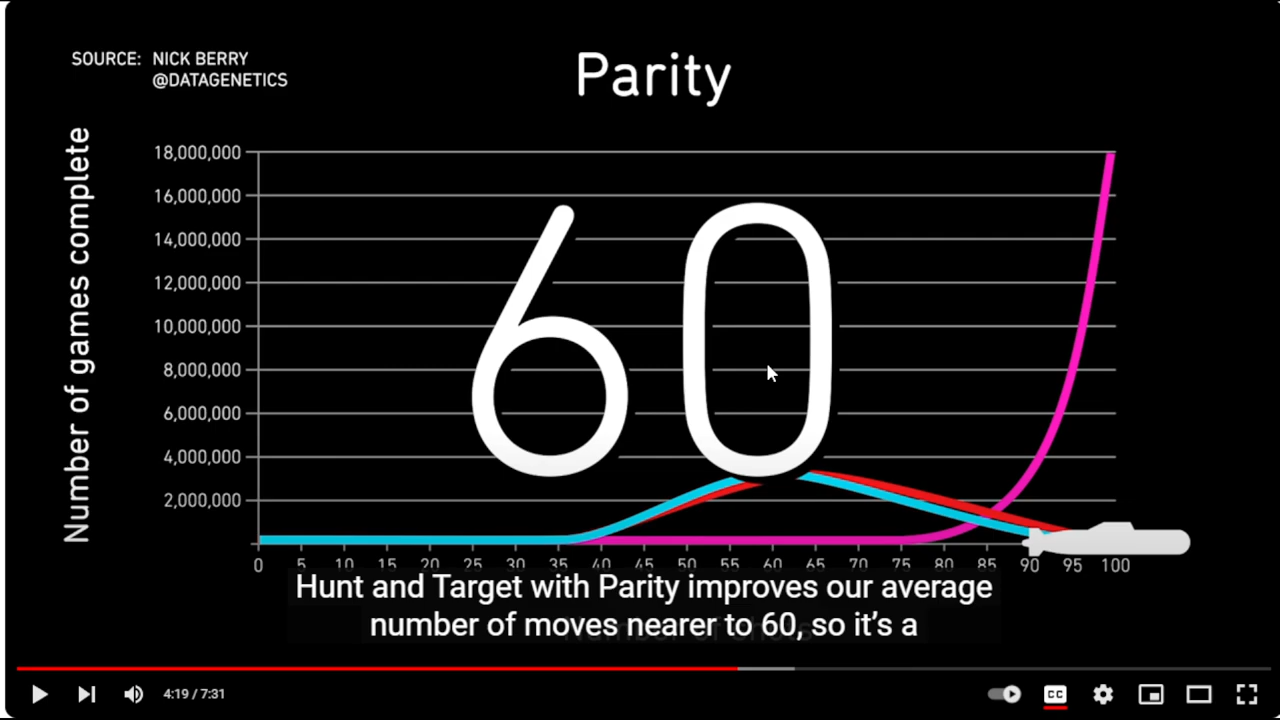 SOURCE: NICK BERRY
@DATAGENETICS
Parity
Number of games complete
18,000,000
16,000,000
14,000,000
12,000,000
10,000,000
8,000,000
6,000,000
4,000,000
2,000,000
60
0 5 10 15 20 25 30 35 40 45 50 55 60 65 70 75 80 85 90 95 100
Hunt and Target with Parity improves our average
number of moves nearer to 60, so it's a
4:19 / 7:31
CC